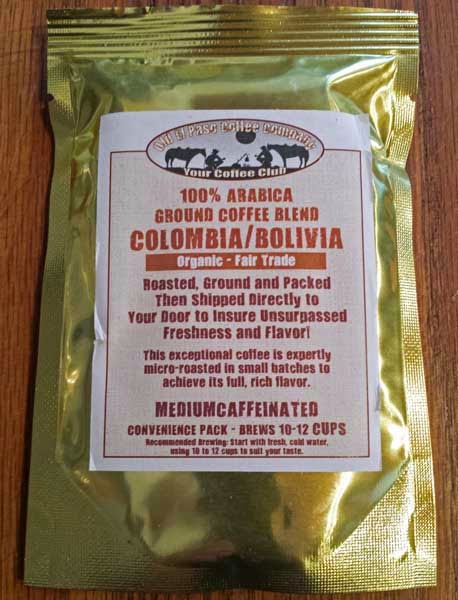 Old El Paso Coffee Company
Your Coffee Club
100% ARABICA
GROUND COFFEE BLEND
COLOMBIA/BOLIVIA
Organic - Fair Trade
Roasted, Ground and Packed
Then Shipped Directly to
Your Door to Insure Unsurpassed
Freshness and Flavor!
This exceptional coffee is expertly
micro-roasted in small batches to
achieve its full, rich flavor.
MEDIUMCAFFEINATED
CONVENIENCE PACK - BREWS 10-12 CUPS
Recommended Brewing: Start with fresh, cold water,
using 10 to 12 cups to suit your taste.